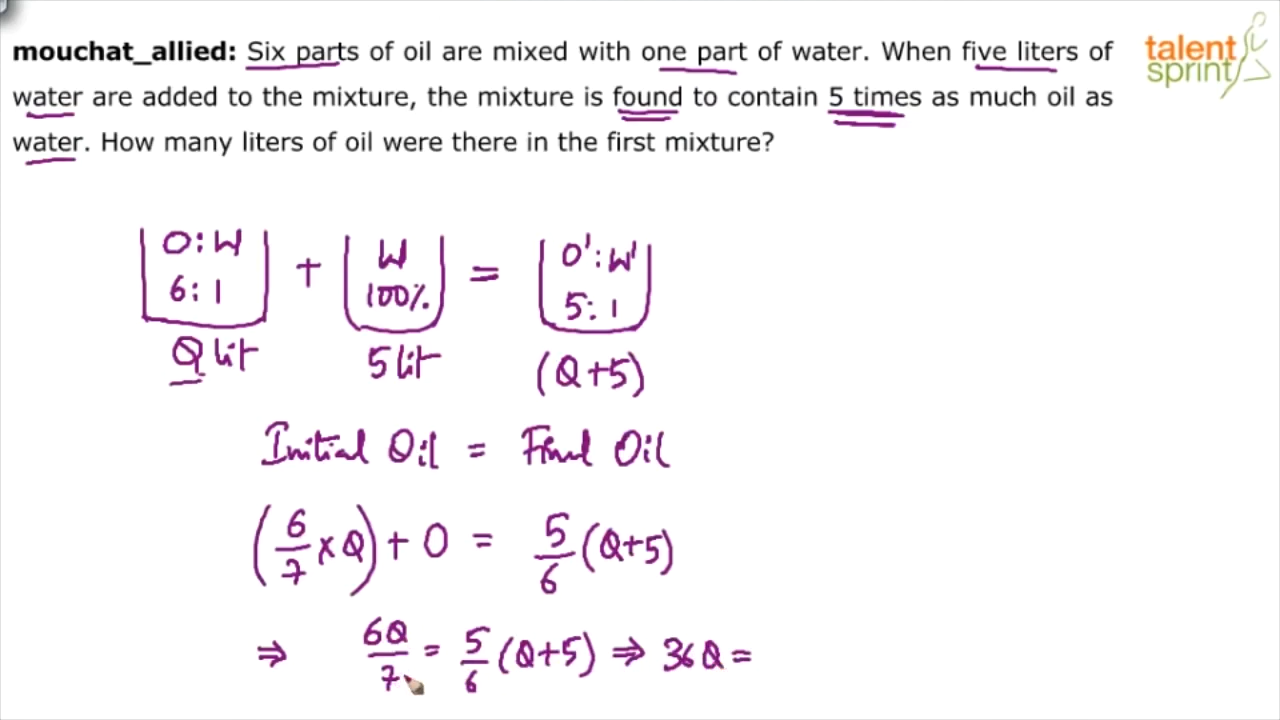 mouchat_allied: Six parts of oil are mixed with one part of water. When five liters of
water are added to the mixture, the mixture is found to contain 5 times as much oil as
water. How many liters of oil were there in the first mixture?
talent
sprint
O:W + W = O':W'
6:1 100% 5:1
Q lit 5 lit (Q+5)
Initial Oil = Final Oil
(6/7 × Q) + 0 = 5/6 (Q+5)
⇒ 6Q/7 = 5/6 (Q+5) ⇒ 36Q =